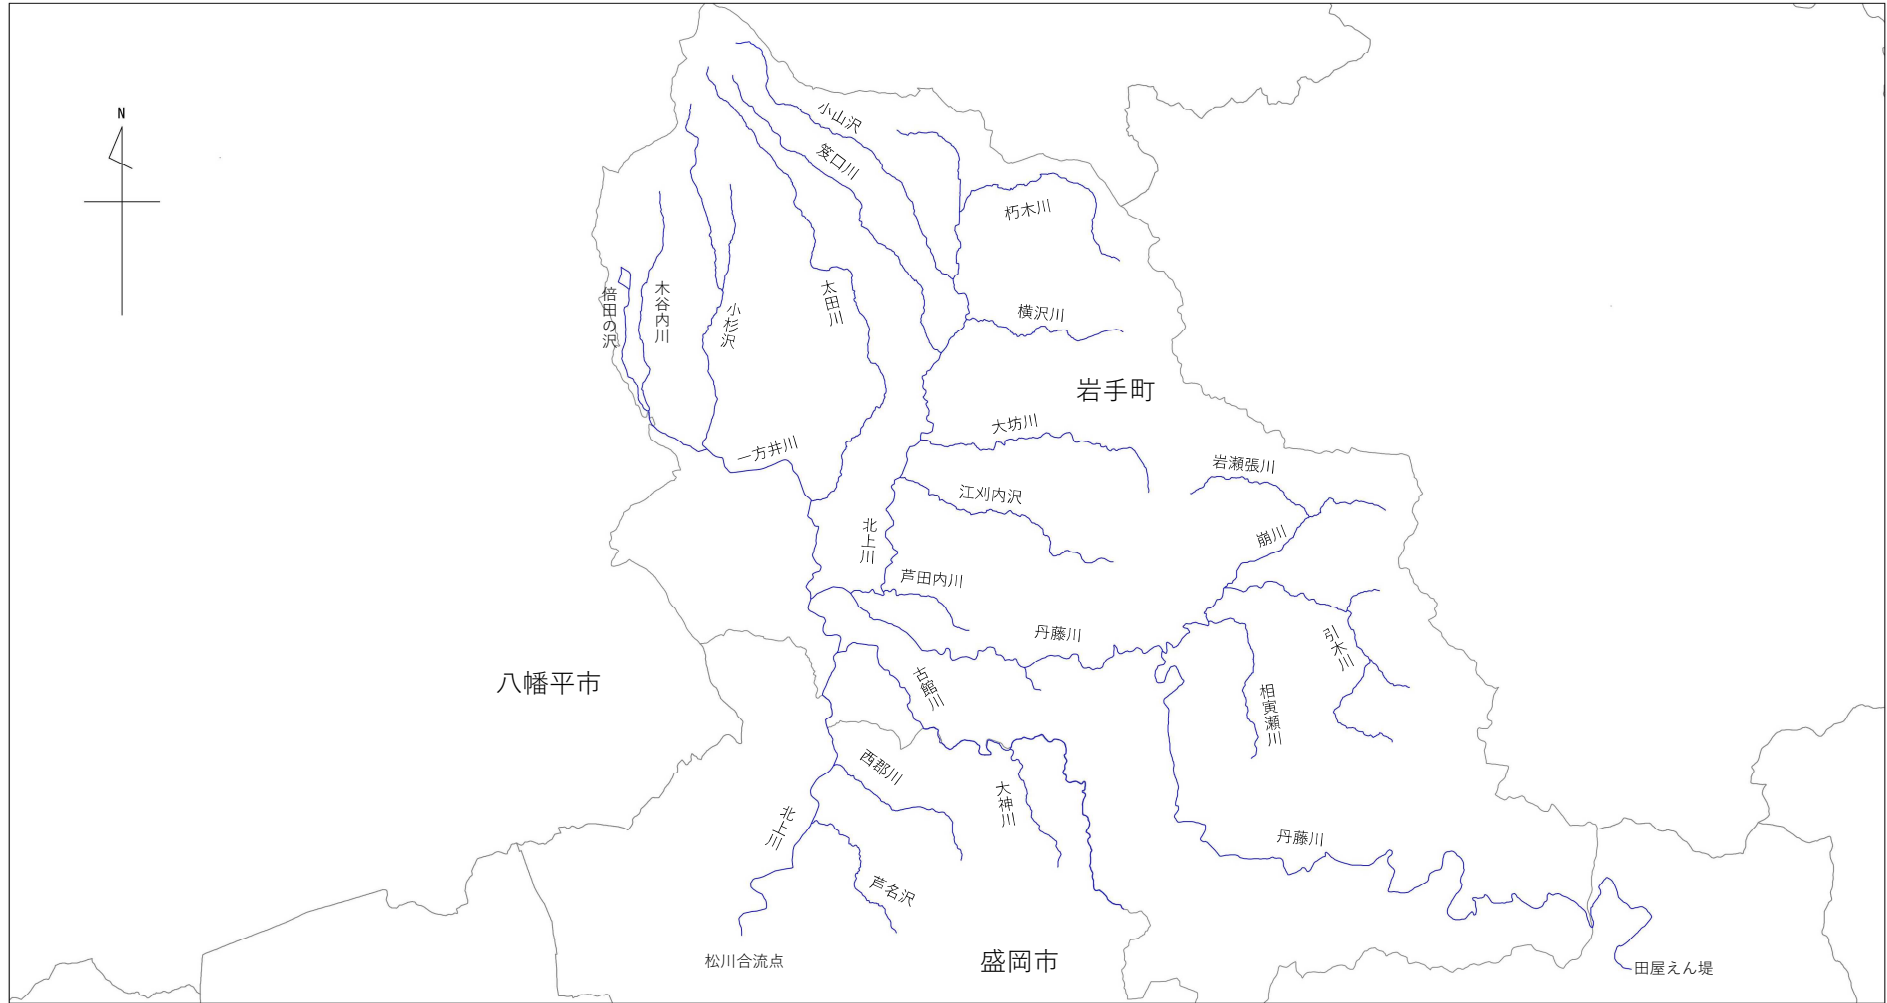 N
小山沢
笈口川
朽木川
倍田の沢
木谷内川
小杉沢
太田川
横沢川
岩手町
一方井川
大坊川
岩瀬張川
江刈内沢
北上川
崩川
芦田内川
丹藤川
引木川
八幡平市
古館川
相寅瀬川
西郡川
大神川
北上川
丹藤川
芦名沢
松川合流点
盛岡市
田屋えん堤